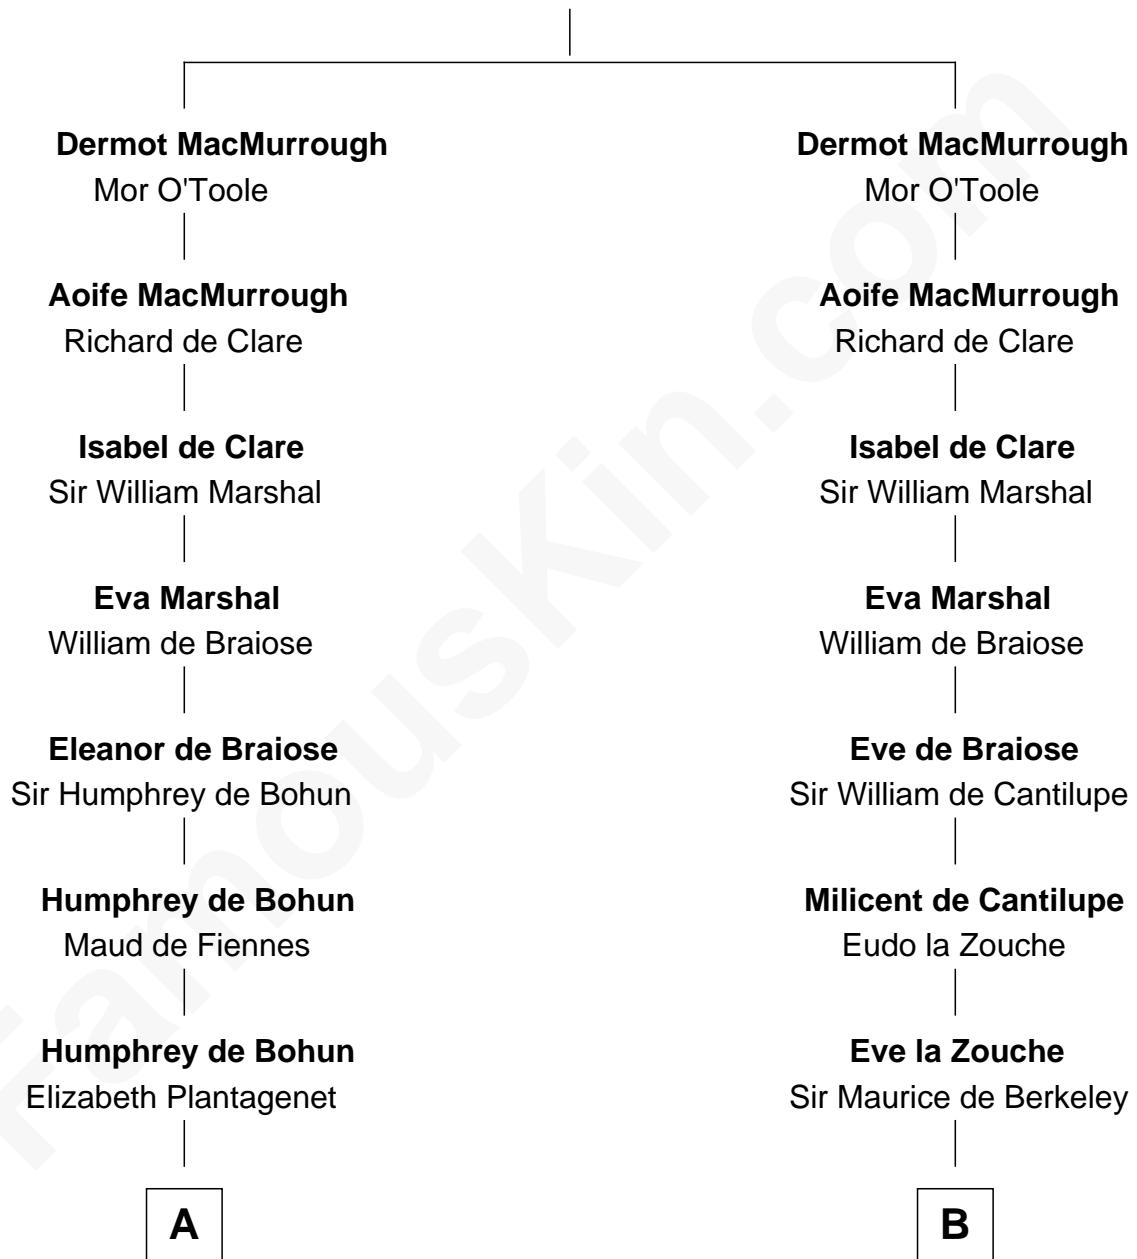 Dermot MacMurrough
Mor O'Toole
Aoife MacMurrough
Richard de Clare
Isabel de Clare
Sir William Marshal
Eva Marshal
William de Braiose
Eleanor de Braiose
Sir Humphrey de Bohun
Humphrey de Bohun
Maud de Fiennes
Humphrey de Bohun
Elizabeth Plantagenet
A
Dermot MacMurrough
Mor O'Toole
Aoife MacMurrough
Richard de Clare
Isabel de Clare
Sir William Marshal
Eva Marshal
William de Braiose
Eve de Braiose
Sir William de Cantilupe
Milicent de Cantilupe
Eudo la Zouche
Eve la Zouche
Sir Maurice de Berkeley
B
FamousKin.com